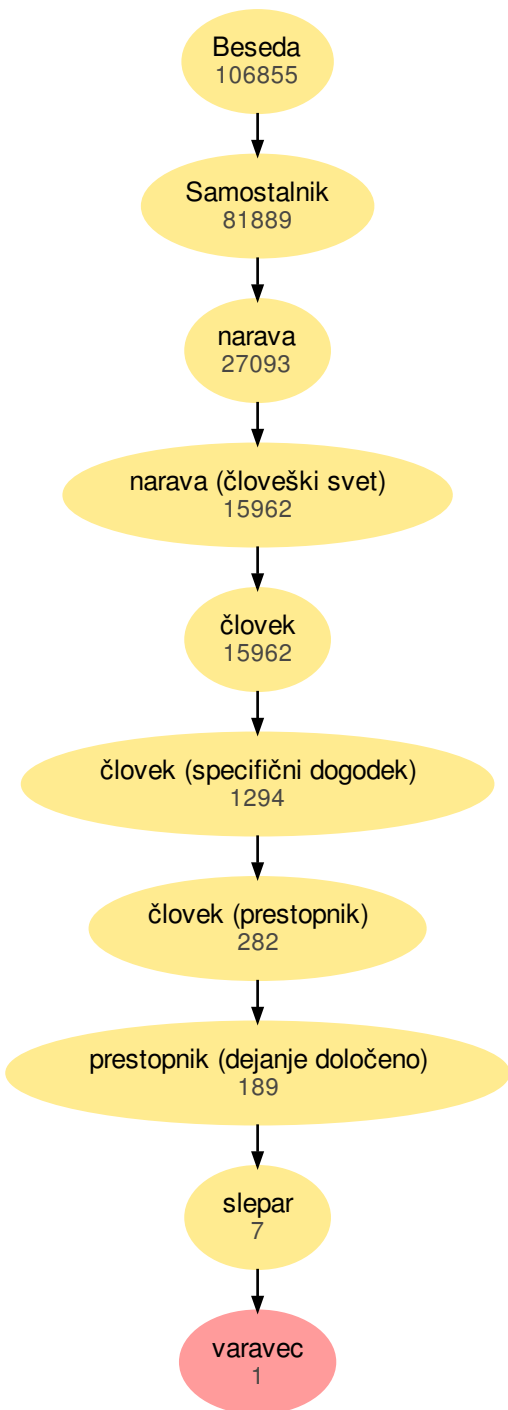 Beseda
106855
Samostalnik
81889
narava
27093
narava (človeški svet)
15962
človek
15962
človek (specifični dogodek)
1294
človek (prestopnik)
282
prestopnik (dejanje določeno)
189
slepar
7
varavec
1